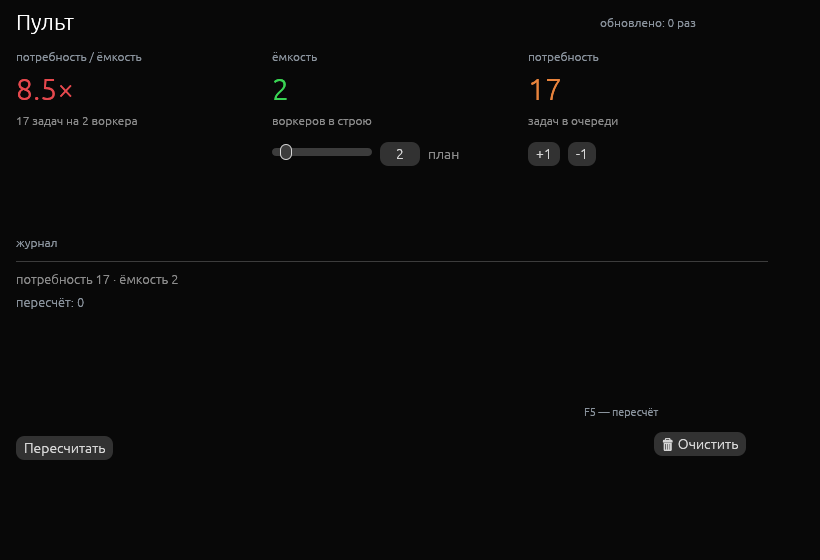 Пульт
обновлено: 0 раз
потребность / ёмкость
ёмкость
потребность
8.5×
2
17
17 задач на 2 воркера
воркеров в строю
задач в очереди
2
план
+1
-1
журнал
потребность 17 · ёмкость 2
пересчёт: 0
F5 — пересчёт
Пересчитать
Очистить